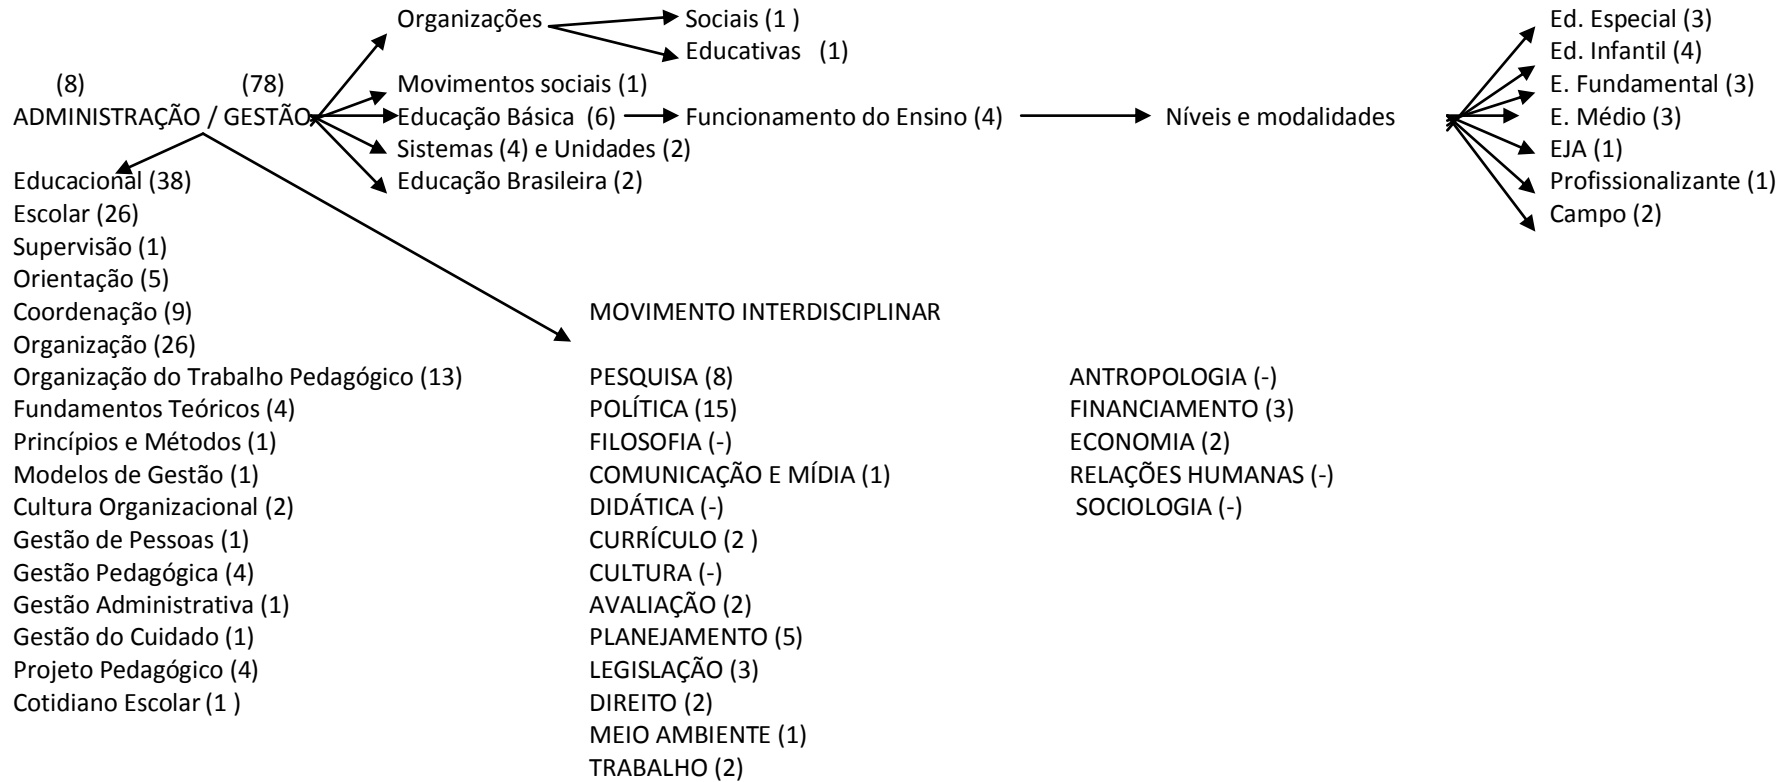 Organizações
Sociais (1 )
Educativas (1)
(8) (78)
ADMINISTRAÇÃO / GESTÃO
Movimentos sociais (1)
Educação Básica (6)
Sistemas (4) e Unidades (2)
Educação Brasileira (2)
Funcionamento do Ensino (4)
Níveis e modalidades
Ed. Especial (3)
Ed. Infantil (4)
E. Fundamental (3)
E. Médio (3)
EJA (1)
Profissionalizante (1)
Campo (2)
Educacional (38)
Escolar (26)
Supervisão (1)
Orientação (5)
Coordenação (9)
Organização (26)
Organização do Trabalho Pedagógico (13)
Fundamentos Teóricos (4)
Princípios e Métodos (1)
Modelos de Gestão (1)
Cultura Organizacional (2)
Gestão de Pessoas (1)
Gestão Pedagógica (4)
Gestão Administrativa (1)
Gestão do Cuidado (1)
Projeto Pedagógico (4)
Cotidiano Escolar (1 )
MOVIMENTO INTERDISCIPLINAR
PESQUISA (8)
POLÍTICA (15)
FILOSOFIA (-)
COMUNICAÇÃO E MÍDIA (1)
DIDÁTICA (-)
CURRÍCULO (2 )
CULTURA (-)
AVALIAÇÃO (2)
PLANEJAMENTO (5)
LEGISLAÇÃO (3)
DIREITO (2)
MEIO AMBIENTE (1)
TRABALHO (2)
ANTROPOLOGIA (-)
FINANCIAMENTO (3)
ECONOMIA (2)
RELAÇÕES HUMANAS (-)
SOCIOLOGIA (-)